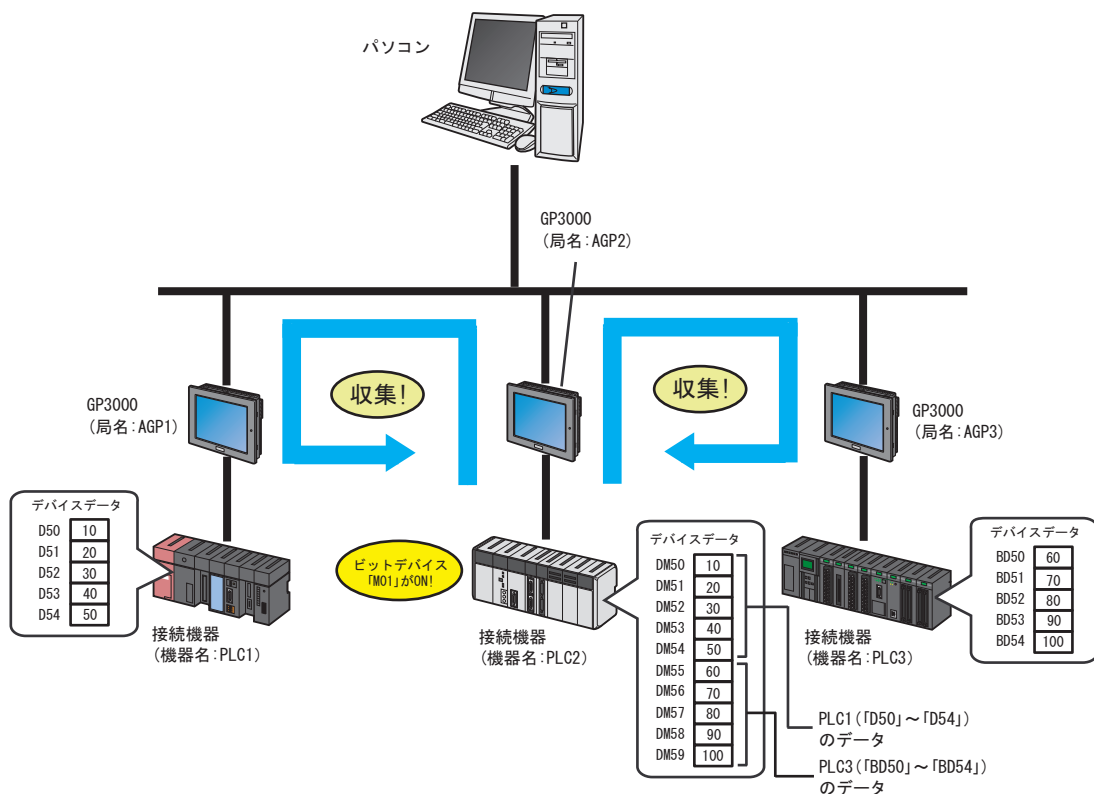 パソコン
GP3000
(局名:AGP2)
収集!
収集!
GP3000
(局名:AGP1)
GP3000
(局名:AGP3)
デバイスデータ
D50 10
D51 20
D52 30
D53 40
D54 50
接続機器
(機器名:PLC1)
ビットデバイス
「M01」がON!
接続機器
(機器名:PLC2)
デバイスデータ
DM50 10
DM51 20
DM52 30
DM53 40
DM54 50
DM55 60
DM56 70
DM57 80
DM58 90
DM59 100
接続機器
(機器名:PLC3)
デバイスデータ
BD50 60
BD51 70
BD52 80
BD53 90
BD54 100
PLC1(「D50」~「D54」)
のデータ
PLC3(「BD50」~「BD54」)
のデータ